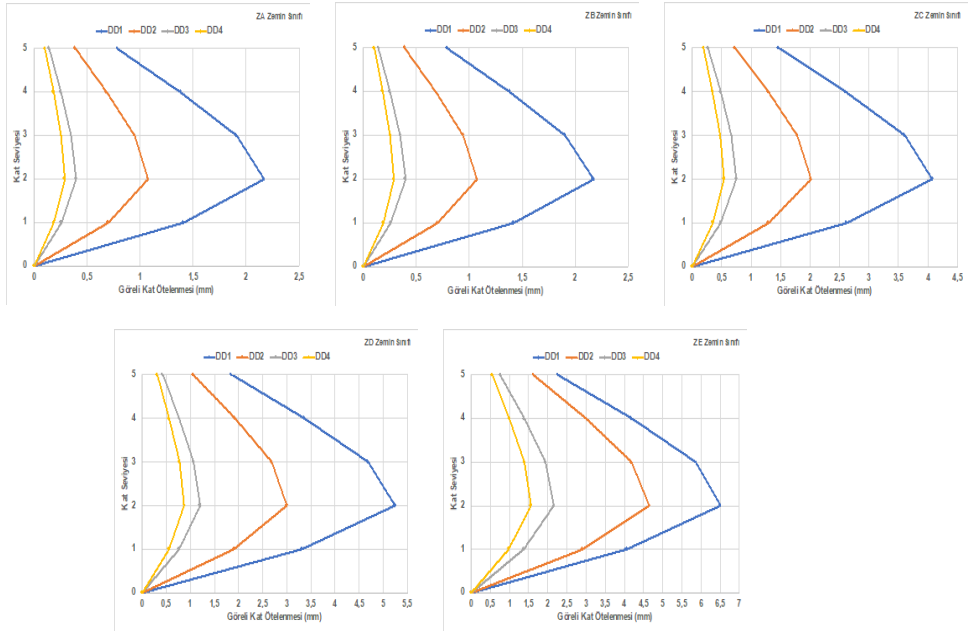 ZA Zemin Sınıfı
DD1 DD2 DD3 DD4
5
4
3
2
1
0
Kat Seviyesi
0 0,5 1 1,5 2 2,5
Göreli Kat Ötelenmesi (mm)
ZB Zemin Sınıfı
DD1 DD2 DD3 DD4
5
4
3
2
1
0
Kat Seviyesi
0 0,5 1 1,5 2 2,5
Göreli Kat Ötelenmesi (mm)
ZC Zemin Sınıfı
DD1 DD2 DD3 DD4
5
4
3
2
1
0
Kat Seviyesi
0 0,5 1 1,5 2 2,5 3 3,5 4 4,5
Göreli Kat Ötelenmesi (mm)
ZD Zemin Sınıfı
DD1 DD2 DD3 DD4
5
4
3
2
1
0
Kat Seviyesi
0 0,5 1 1,5 2 2,5 3 3,5 4 4,5 5 5,5
Göreli Kat Ötelenmesi (mm)
ZE Zemin Sınıfı
DD1 DD2 DD3 DD4
5
4
3
2
1
0
Kat Seviyesi
0 0,5 1 1,5 2 2,5 3 3,5 4 4,5 5 5,5 6 6,5 7
Göreli Kat Ötelenmesi (mm)